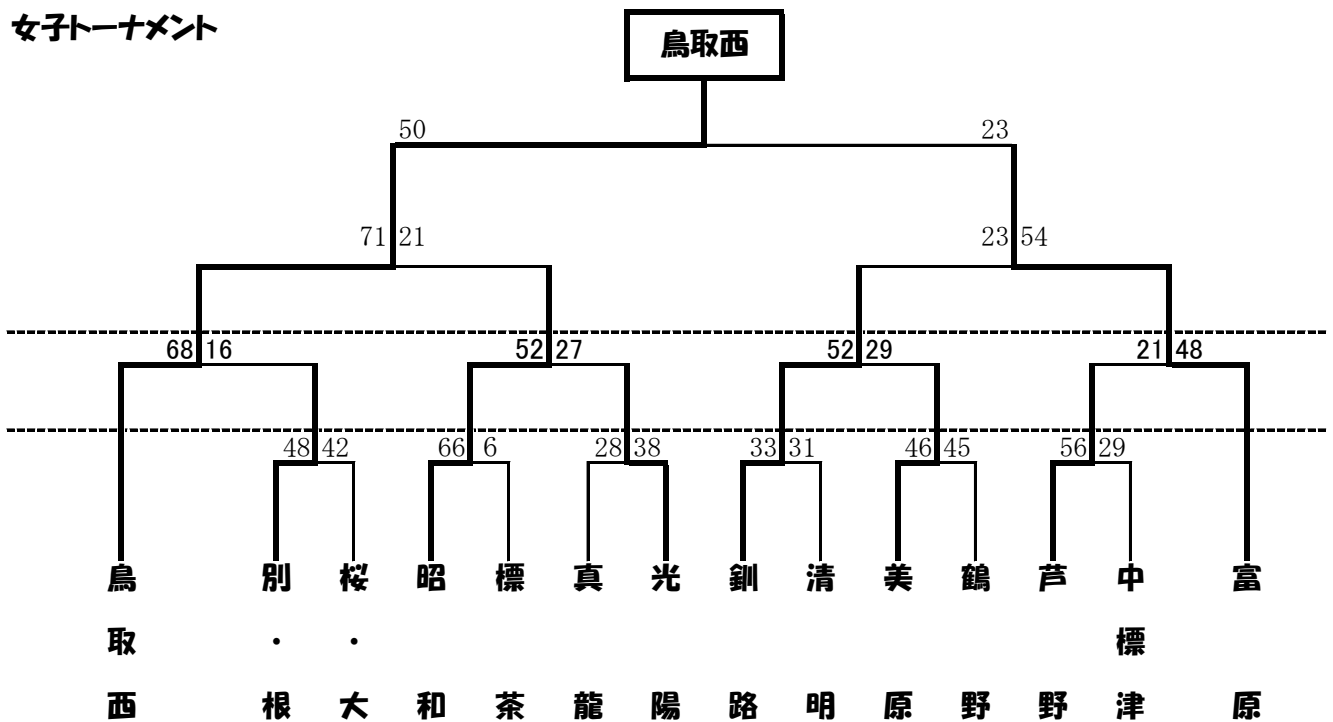 女子トーナメント
鳥取西
50 23
71 21 23 54
68 16 52 27 52 29 21 48
48 42 66 6 28 38 33 31 46 45 56 29
鳥取西
別・根
桜・大
昭和
標茶
真龍
光陽
釧路
清明
美原
鶴野
芦野
中標津
富原